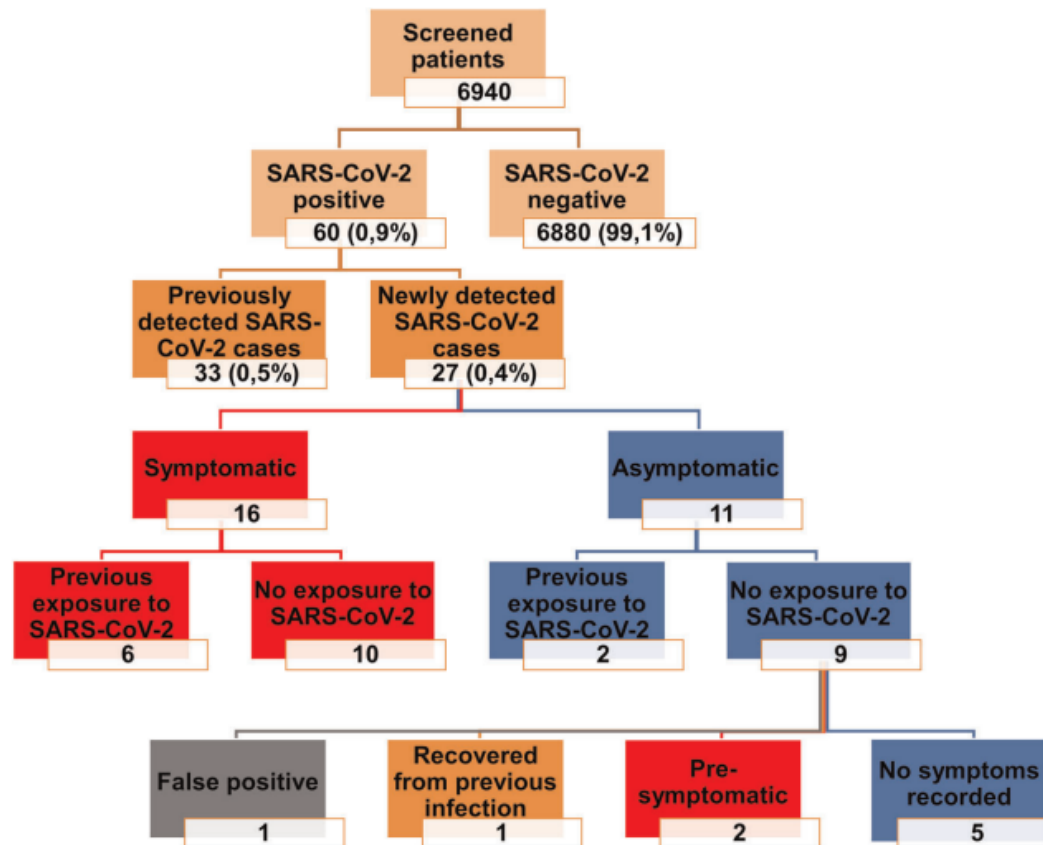 Screened
patients
6940
SARS-CoV-2
positive
60 (0,9%)
SARS-CoV-2
negative
6880 (99,1%)
Previously
detected SARS-
CoV-2 cases
33 (0,5%)
Newly detected
SARS-CoV-2
cases
27 (0,4%)
Symptomatic
16
Asymptomatic
11
Previous
exposure to
SARS-CoV-2
6
No exposure to
SARS-CoV-2
10
Previous
exposure to
SARS-CoV-2
2
No exposure to
SARS-CoV-2
9
False positive
1
Recovered
from previous
infection
1
Pre-
symptomatic
2
No symptoms
recorded
5